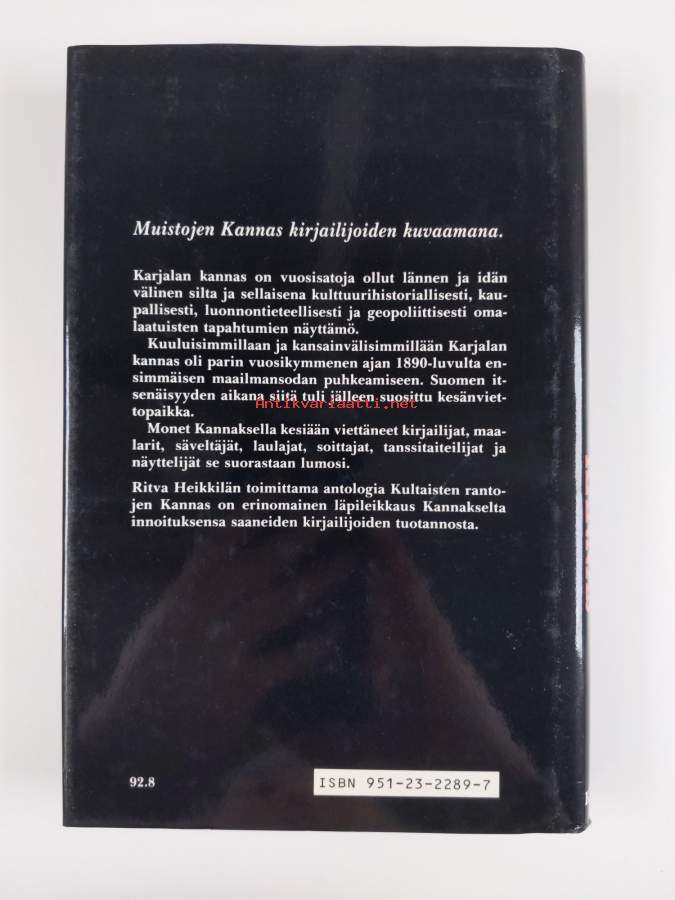 Muistojen Kannas kirjailijoiden kuvaamana.
Karjalan kannas on vuosisatoja ollut lännen ja idän
välinen silta ja sellaisena kulttuurihistoriallisesti, kau-
pallisesti, luonnontieteellisesti ja geopoliittisesti oma-
laatuisten tapahtumien näyttämö.
Kuuluisimmillaan ja kansainvälisimmillään Karjalan
kannas oli parin vuosikymmenen ajan 1890-luvulta en-
simmäisen maailmansodan puhkeamiseen. Suomen it-
senäisyyden aikana siitä tuli jälleen suosittu kesänviet-
topaikka.
Antikvariaatti.net
Monet Kannaksella kesiään viettäneet kirjailijat, maa-
larit, säveltäjät, laulajat, soittajat, tanssitaiteilijat ja
näyttelijät se suorastaan lumosi.
Ritva Heikkilän toimittama antologia Kultaisten ranto-
jen Kannas on erinomainen läpileikkaus Kannakselta
innoituksensa saaneiden kirjailijoiden tuotannosta.
92.8
ISBN 951-23-2289-7